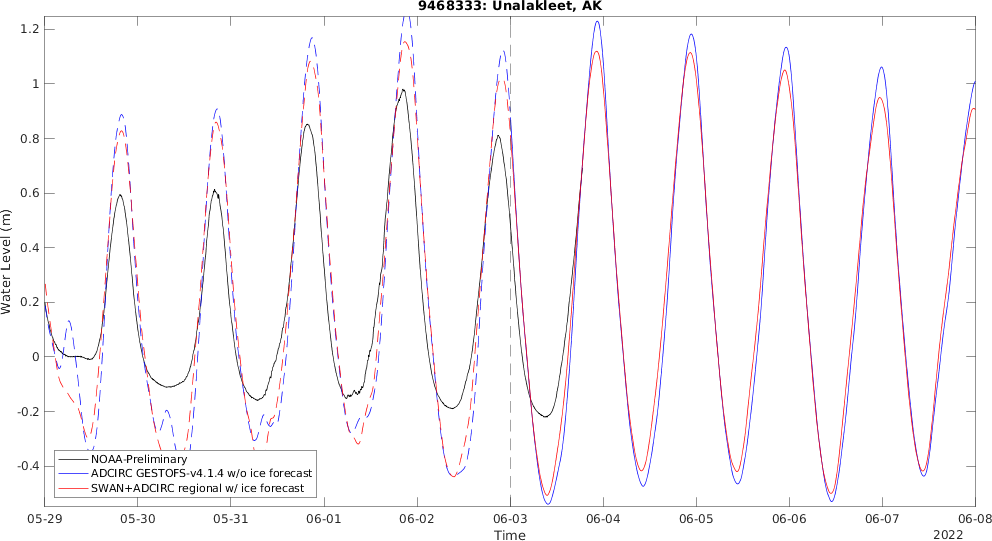 9468333: Unalakleet, AK
1.2
1
0.8
0.6
0.4
0.2
0
-0.2
-0.4
Water Level (m)
NOAA-Preliminary
ADCIRC GESTOFS-v4.1.4 w/o ice forecast
SWAN+ADCIRC regional w/ ice forecast
05-29 05-30 05-31 06-01 06-02 06-03 06-04 06-05 06-06 06-07 06-08
Time
2022